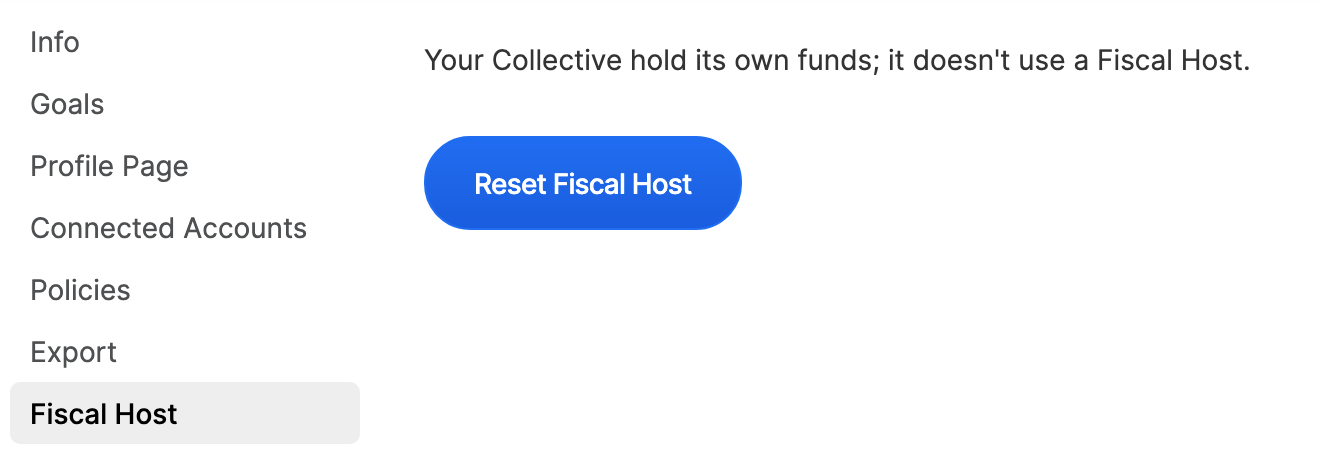 Info
Goals
Profile Page
Connected Accounts
Policies
Export
Fiscal Host
Your Collective hold its own funds; it doesn't use a Fiscal Host.
Reset Fiscal Host